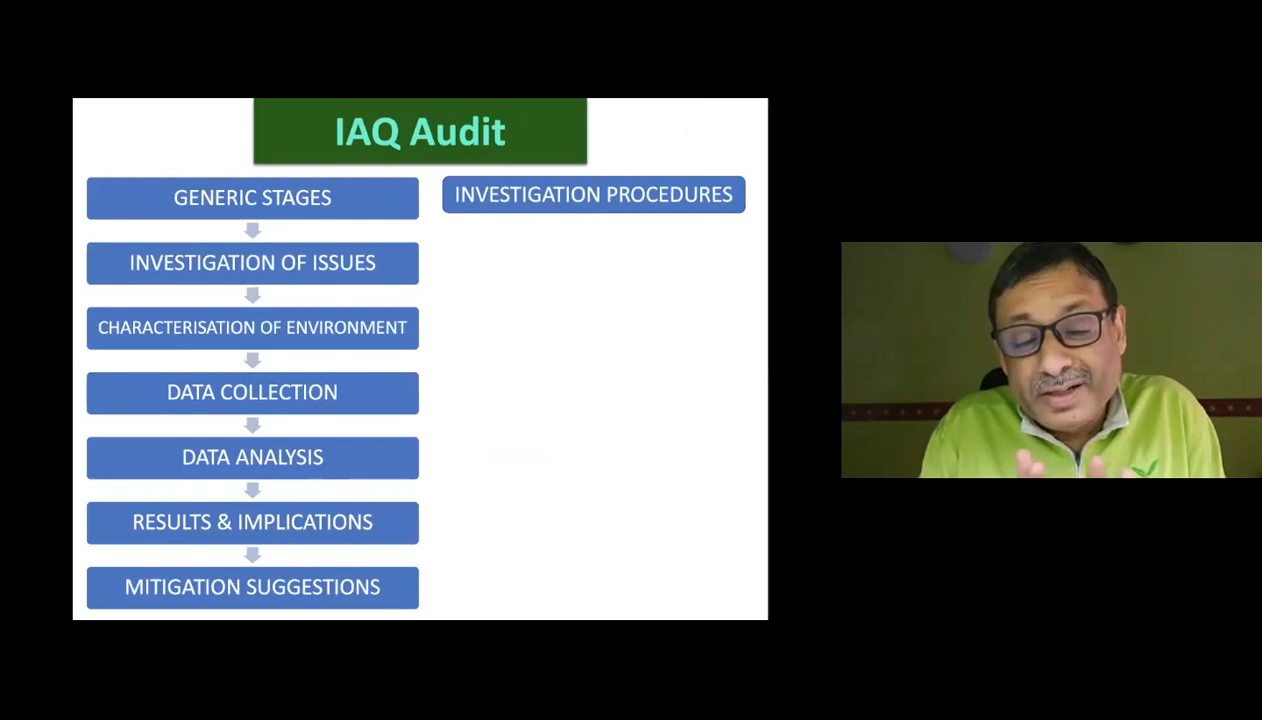 IAQ Audit
GENERIC STAGES
INVESTIGATION OF ISSUES
CHARACTERISATION OF ENVIRONMENT
DATA COLLECTION
DATA ANALYSIS
RESULTS & IMPLICATIONS
MITIGATION SUGGESTIONS
INVESTIGATION PROCEDURES